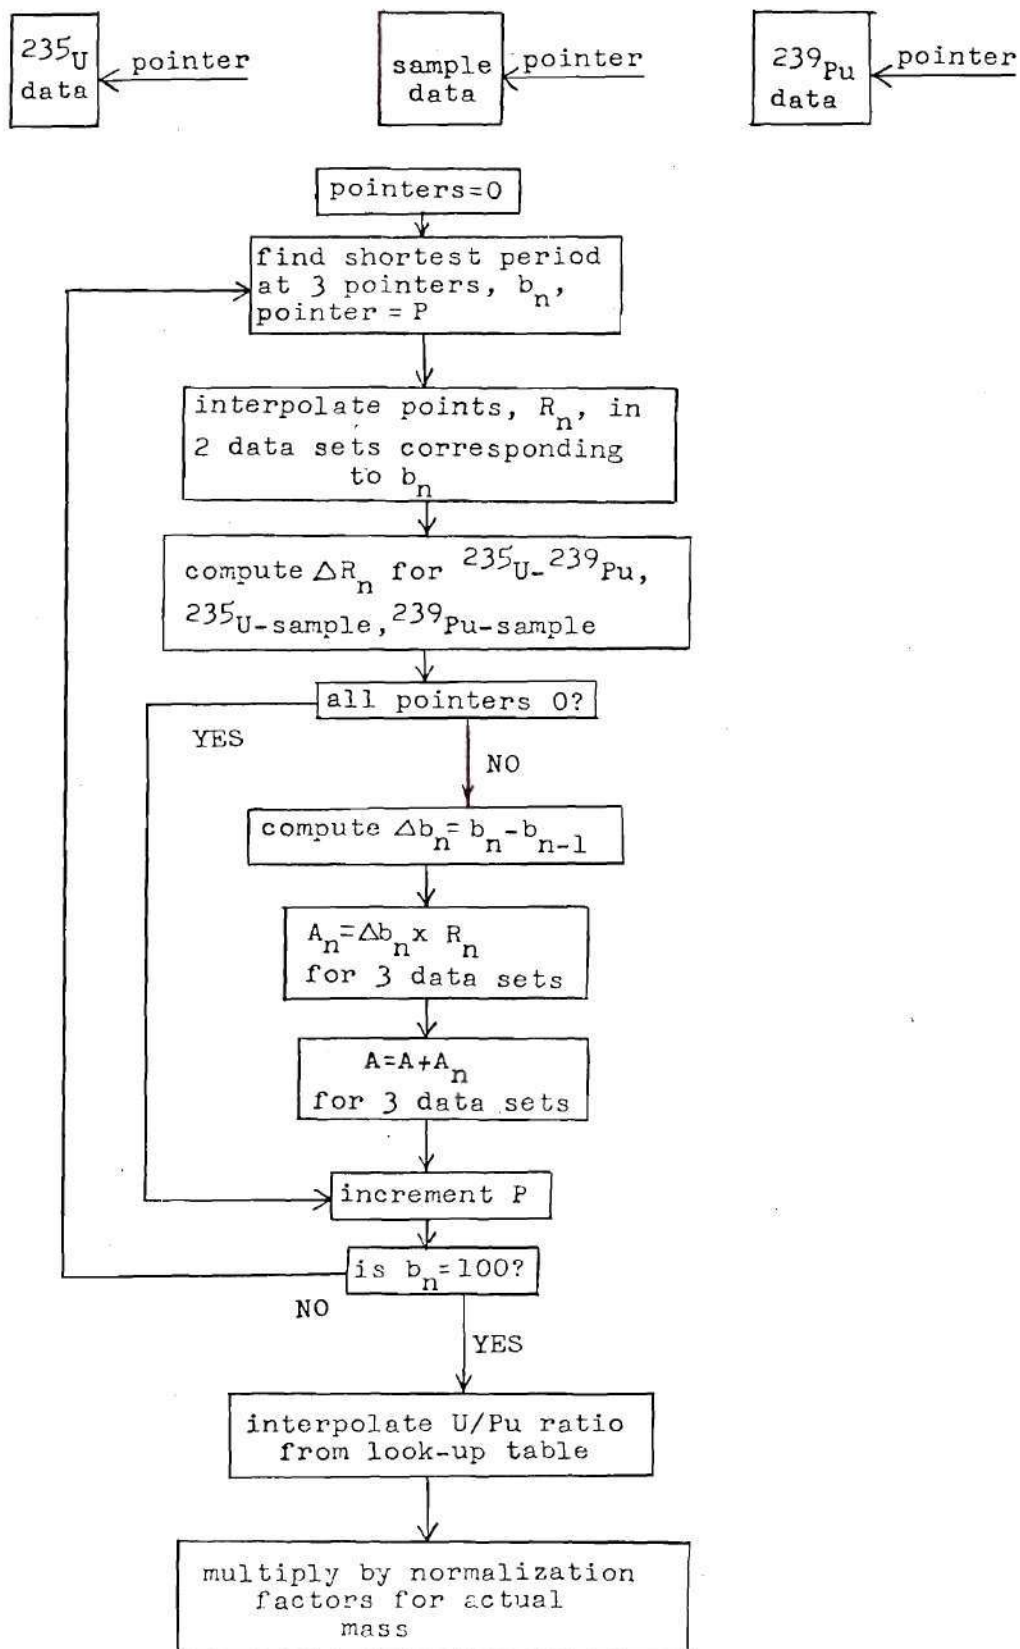 ²³⁵U
data
pointer
sample
data
pointer
²³⁹Pu
data
pointer
pointers=0
find shortest period
at 3 pointers, bₙ,
pointer = P
interpolate points, Rₙ, in
2 data sets corresponding
to bₙ
compute ΔRₙ for ²³⁵U-²³⁹Pu,
²³⁵U-sample,²³⁹Pu-sample
all pointers 0?
YES
NO
compute Δbₙ=bₙ-bₙ₋₁
Aₙ=Δbₙx Rₙ
for 3 data sets
A=A+Aₙ
for 3 data sets
increment P
is bₙ=100?
NO
YES
interpolate U/Pu ratio
from look-up table
multiply by normalization
factors for actual
mass